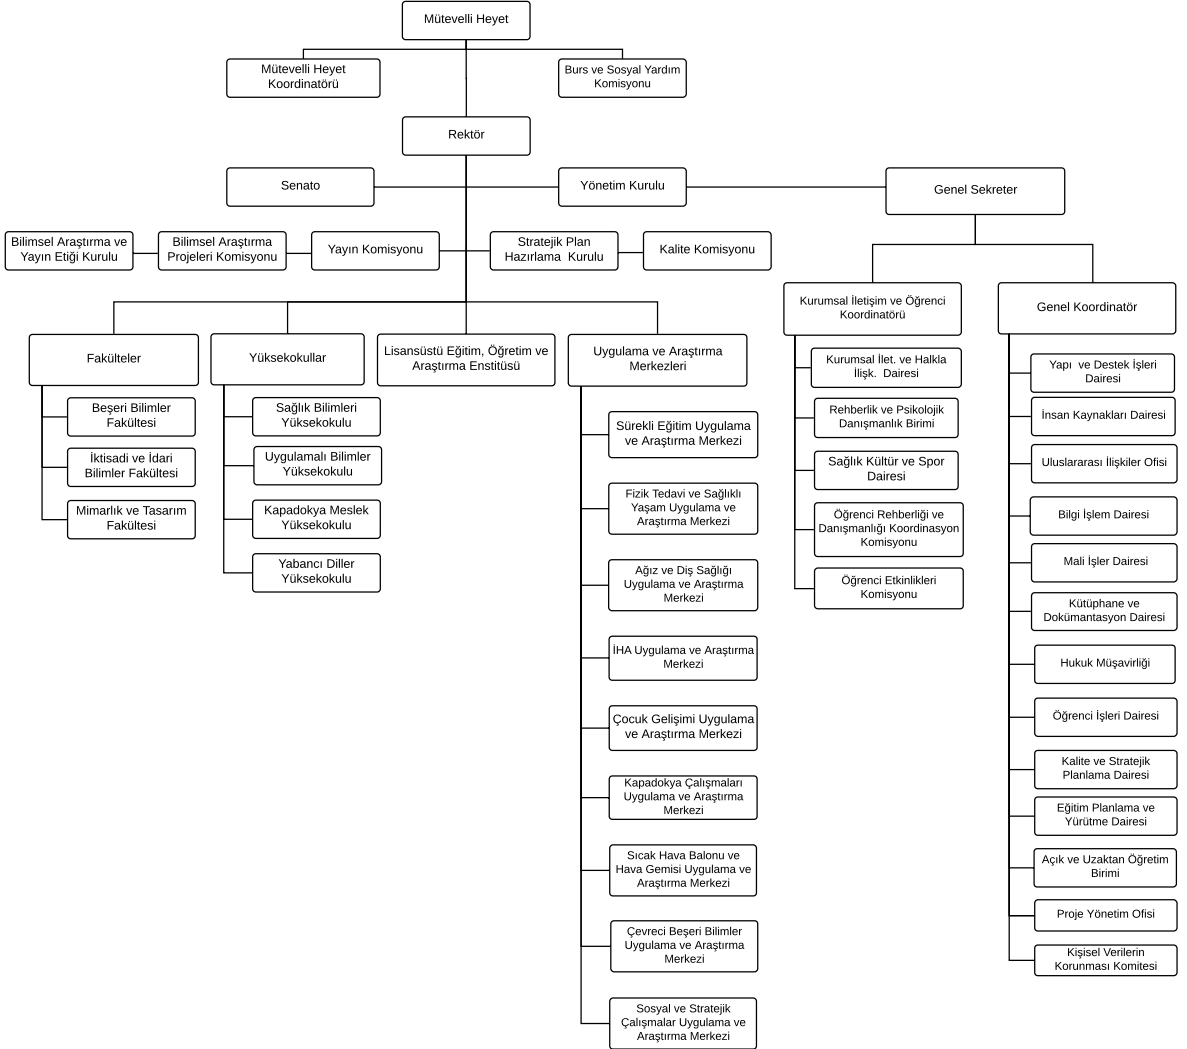 Mütevelli Heyet
Mütevelli Heyet
Koordinatörü
Burs ve Sosyal Yardım
Komisyonu
Rektör
Senato
Yönetim Kurulu
Genel Sekreter
Bilimsel Araştırma ve
Yayın Etiği Kurulu
Bilimsel Araştırma
Projeleri Komisyonu
Yayın Komisyonu
Stratejik Plan
Hazırlama Kurulu
Kalite Komisyonu
Fakülteler
Beşeri Bilimler
Fakültesi
İktisadi ve İdari
Bilimler Fakültesi
Mimarlık ve Tasarım
Fakültesi
Yüksekokullar
Sağlık Bilimleri
Yüksekokulu
Uygulamalı Bilimler
Yüksekokulu
Kapadokya Meslek
Yüksekokulu
Yabancı Diller
Yüksekokulu
Lisansüstü Eğitim, Öğretim ve
Araştırma Enstitüsü
Uygulama ve Araştırma
Merkezleri
Sürekli Eğitim Uygulama
ve Araştırma Merkezi
Fizik Tedavi ve Sağlıklı
Yaşam Uygulama ve
Araştırma Merkezi
Ağız ve Diş Sağlığı
Uygulama ve Araştırma
Merkezi
İHA Uygulama ve Araştırma
Merkezi
Çocuk Gelişimi Uygulama
ve Araştırma Merkezi
Kapadokya Çalışmaları
Uygulama ve Araştırma
Merkezi
Sıcak Hava Balonu ve
Hava Gemisi Uygulama ve
Araştırma Merkezi
Çevreci Beşeri Bilimler
Uygulama ve Araştırma
Merkezi
Sosyal ve Stratejik
Çalışmalar Uygulama ve
Araştırma Merkezi
Kurumsal İletişim ve Öğrenci
Koordinatörü
Kurumsal İlet. ve Halkla
İlişk. Dairesi
Rehberlik ve Psikolojik
Danışmanlık Birimi
Sağlık Kültür ve Spor
Dairesi
Öğrenci Rehberliği ve
Danışmanlığı Koordinasyon
Komisyonu
Öğrenci Etkinlikleri
Komisyonu
Genel Koordinatör
Yapı ve Destek İşleri
Dairesi
İnsan Kaynakları Dairesi
Uluslararası İlişkiler Ofisi
Bilgi İşlem Dairesi
Mali İşler Dairesi
Kütüphane ve
Dokümantasyon Dairesi
Hukuk Müşavirliği
Öğrenci İşleri Dairesi
Kalite ve Stratejik
Planlama Dairesi
Eğitim Planlama ve
Yürütme Dairesi
Açık ve Uzaktan Öğretim
Birimi
Proje Yönetim Ofisi
Kişisel Verilerin
Korunması Komitesi